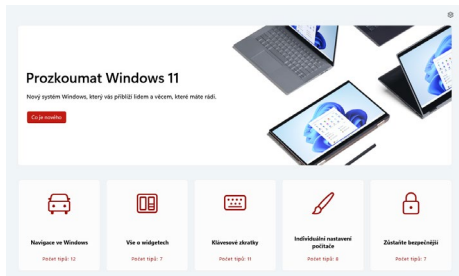 Prozkoumat Windows 11
Nový systém Windows, který vás přiblíží lidem a věcem, které máte rádi.
Co je nového
Navigace ve Windows
Počet tipů: 12
Vše o widgetech
Počet tipů: 7
Klávesové zkratky
Počet tipů: 11
Individuální nastavení
počítače
Počet tipů: 8
Zůstaňte bezpečnější
Počet tipů: 7